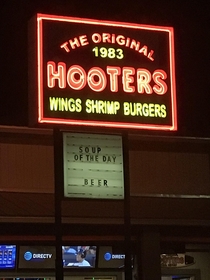 THE ORIGINAL
1983
HOOTERS
WINGS SHRIMP BURGERS
SOUP
OF THE DAY
BEER
DIRECTV
DIRECTV